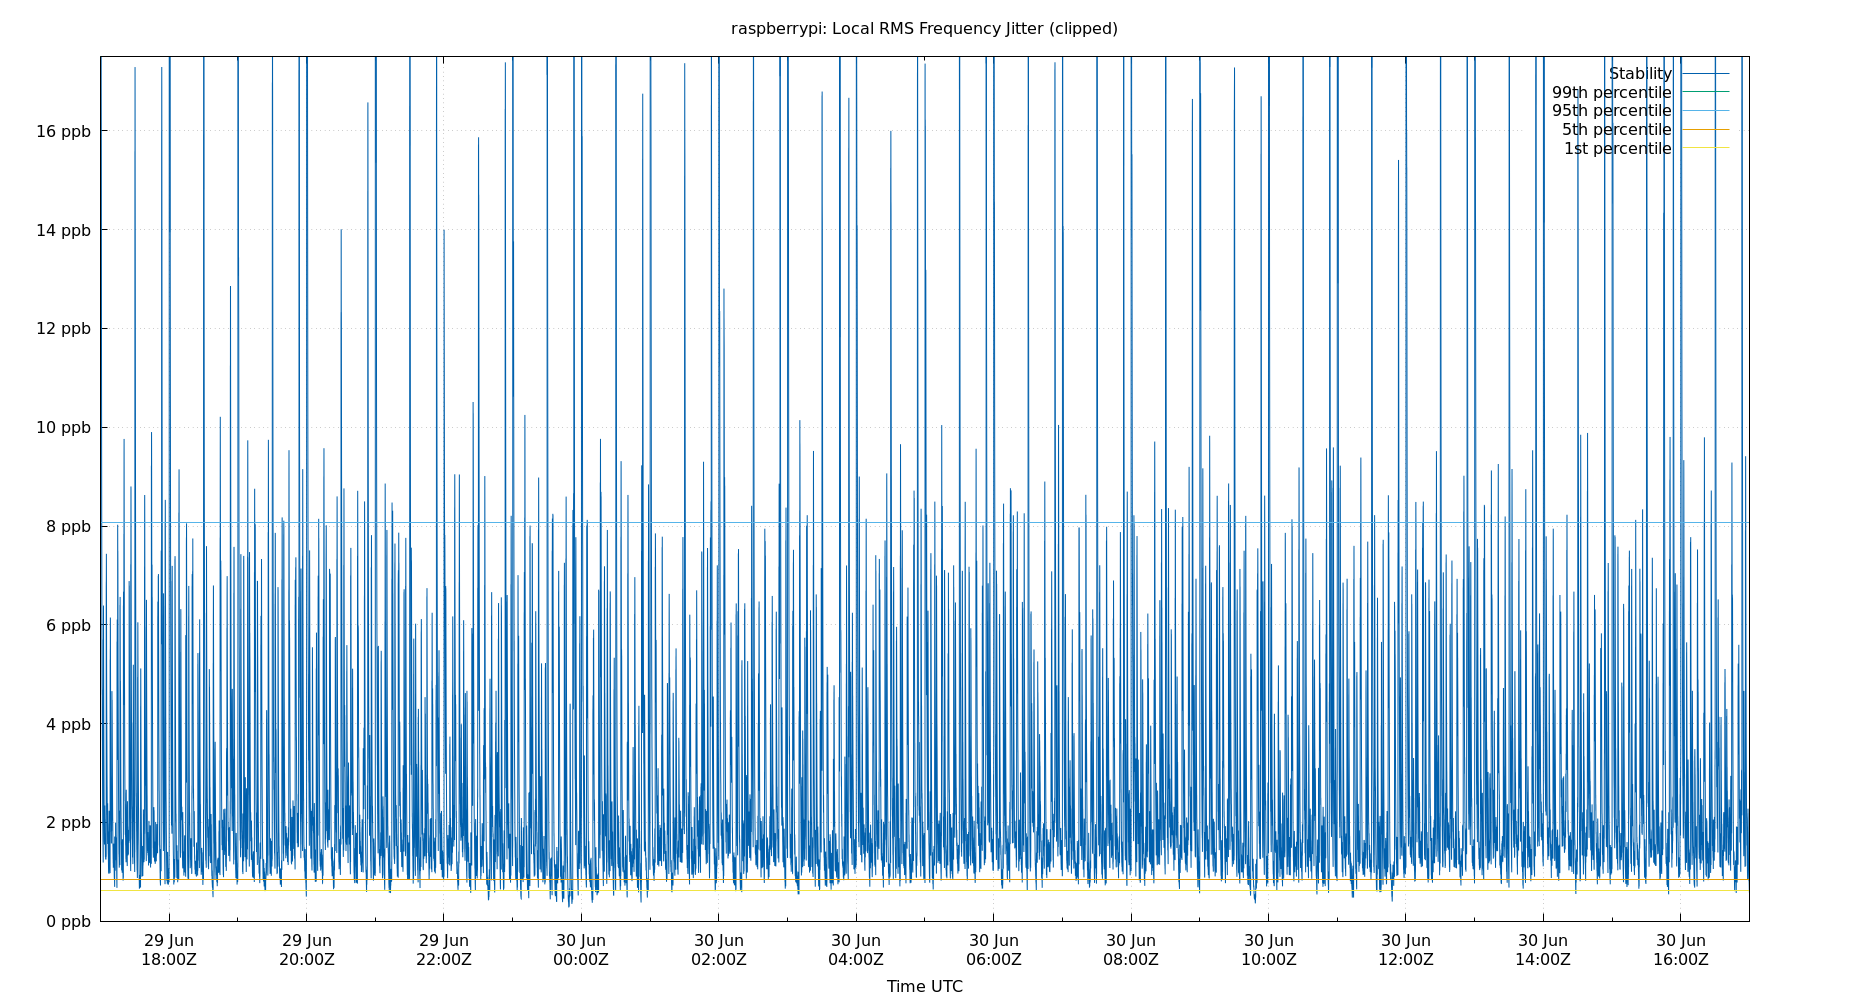 raspberrypi: Local RMS Frequency Jitter (clipped)
Stability
99th percentile
95th percentile
5th percentile
1st percentile
16 ppb
14 ppb
12 ppb
10 ppb
8 ppb
6 ppb
4 ppb
2 ppb
0 ppb
29 Jun 29 Jun 29 Jun 30 Jun 30 Jun 30 Jun 30 Jun 30 Jun 30 Jun 30 Jun 30 Jun 30 Jun
18:00Z 20:00Z 22:00Z 00:00Z 02:00Z 04:00Z 06:00Z 08:00Z 10:00Z 12:00Z 14:00Z 16:00Z
Time UTC